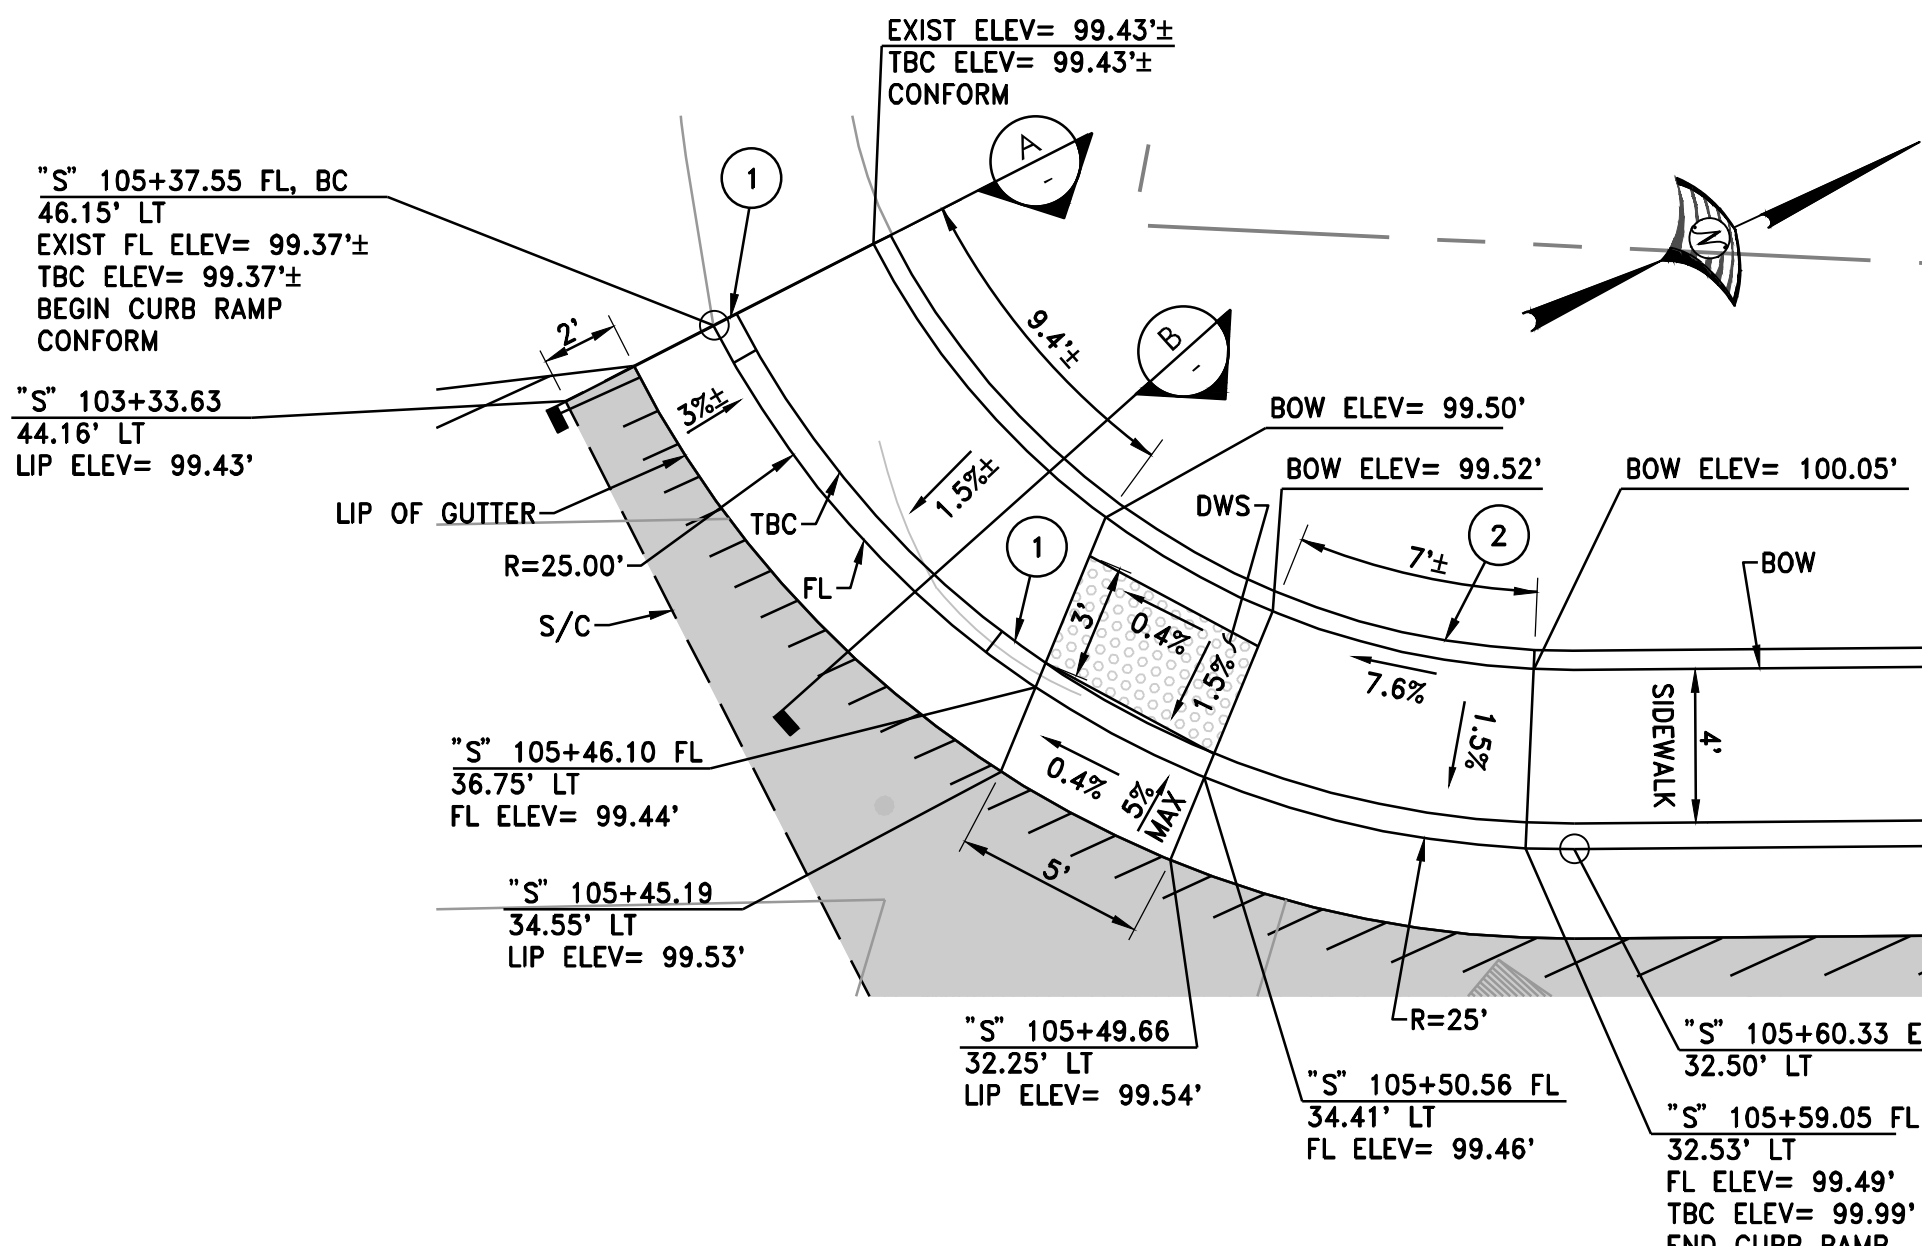 EXIST ELEV= 99.43'±
TBC ELEV= 99.43'±
CONFORM
A
-
1
"S" 105+37.55 FL, BC
46.15' LT
EXIST FL ELEV= 99.37'±
TBC ELEV= 99.37'±
BEGIN CURB RAMP
CONFORM
N
2'
9.4'±
B
-
"S" 103+33.63
44.16' LT
LIP ELEV= 99.43'
3%±
BOW ELEV= 99.50'
BOW ELEV= 99.52'
BOW ELEV= 100.05'
1.5%±
DWS
LIP OF GUTTER
TBC
1
2
7'±
BOW
R=25.00'
FL
S/C
3'
0.4%
1.5%
7.6%
1.5%
SIDEWALK
4'
"S" 105+46.10 FL
36.75' LT
FL ELEV= 99.44'
0.4%
5%
MAX
5'
"S" 105+45.19
34.55' LT
LIP ELEV= 99.53'
"S" 105+49.66
32.25' LT
LIP ELEV= 99.54'
R=25'
"S" 105+50.56 FL
34.41' LT
FL ELEV= 99.46'
"S" 105+60.33 E
32.50' LT
"S" 105+59.05 FL
32.53' LT
FL ELEV= 99.49'
TBC ELEV= 99.99'
END CURB RAMP